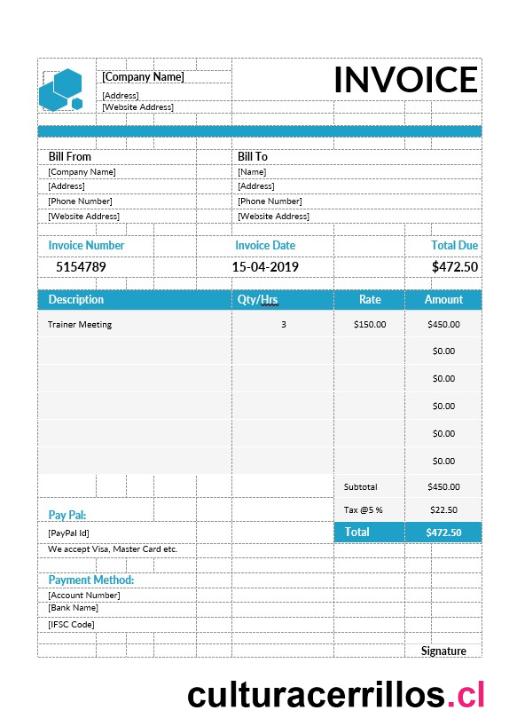 [Company Name]
INVOICE
[Address]
[Website Address]
Bill From Bill To
[Company Name] [Name]
[Address] [Address]
[Phone Number] [Phone Number]
[Website Address] [Website Address]
Invoice Number Invoice Date Total Due
5154789 15-04-2019 $472.50
Description Qty/Hrs Rate Amount
Trainer Meeting 3 $150.00 $450.00
$0.00
$0.00
$0.00
$0.00
$0.00
Subtotal $450.00
Tax @5 % $22.50
Pay Pal:
[PayPal Id] Total $472.50
We accept Visa, Master Card etc.
Payment Method:
[Account Number]
[Bank Name]
[IFSC Code]
Signature
culturacerrillos.cl